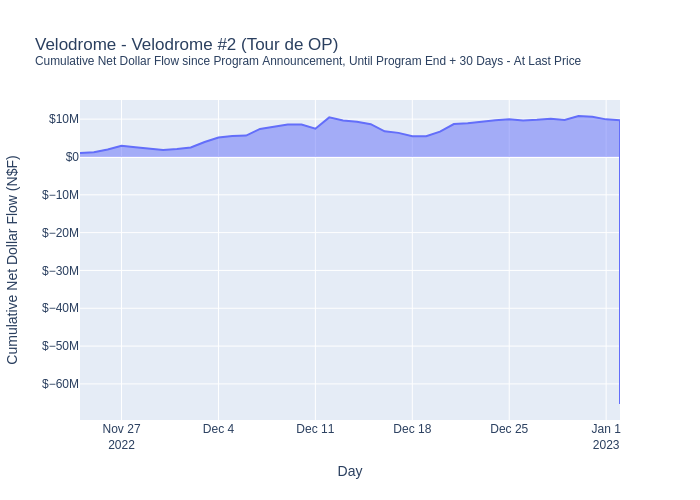 Velodrome - Velodrome #2 (Tour de OP)
Cumulative Net Dollar Flow since Program Announcement, Until Program End + 30 Days - At Last Price
Cumulative Net Dollar Flow (N$F)
$10M
$0
$−10M
$−20M
$−30M
$−40M
$−50M
$−60M
Nov 27
2022
Dec 4
Dec 11
Dec 18
Dec 25
Jan 1
2023
Day